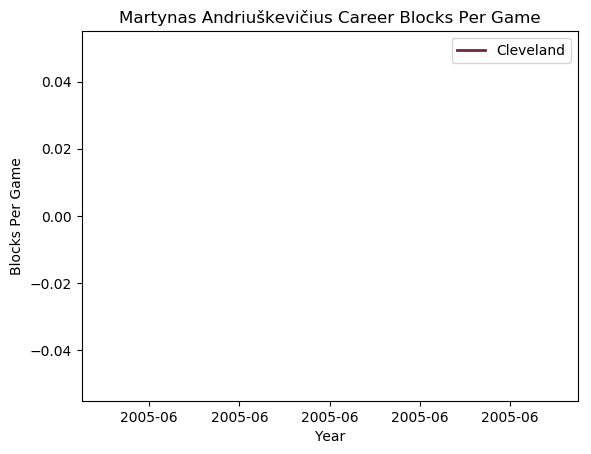 Martynas Andriuškevičius Career Blocks Per Game
Cleveland
0.04
0.02
0.00
−0.02
−0.04
Blocks Per Game
2005-06 2005-06 2005-06 2005-06 2005-06
Year